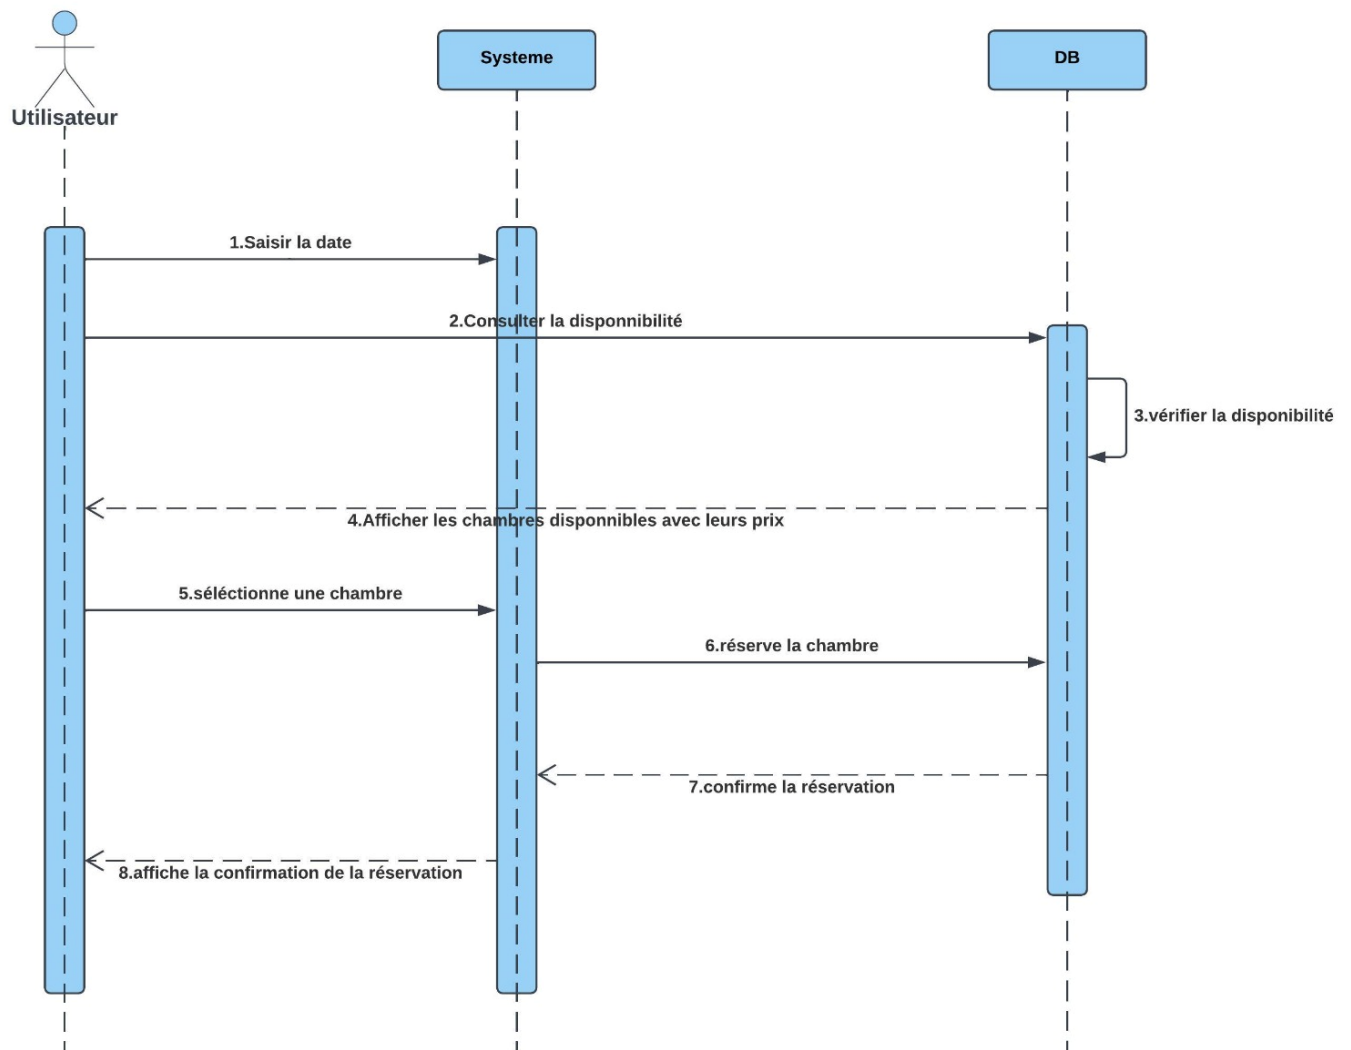 Utilisateur
Systeme
DB
1.Saisir la date
2.Consulter la disponnibilité
3.vérifier la disponibilité
4.Afficher les chambres disponnibles avec leurs prix
5.séléctionne une chambre
6.réserve la chambre
7.confirme la réservation
8.affiche la confirmation de la réservation